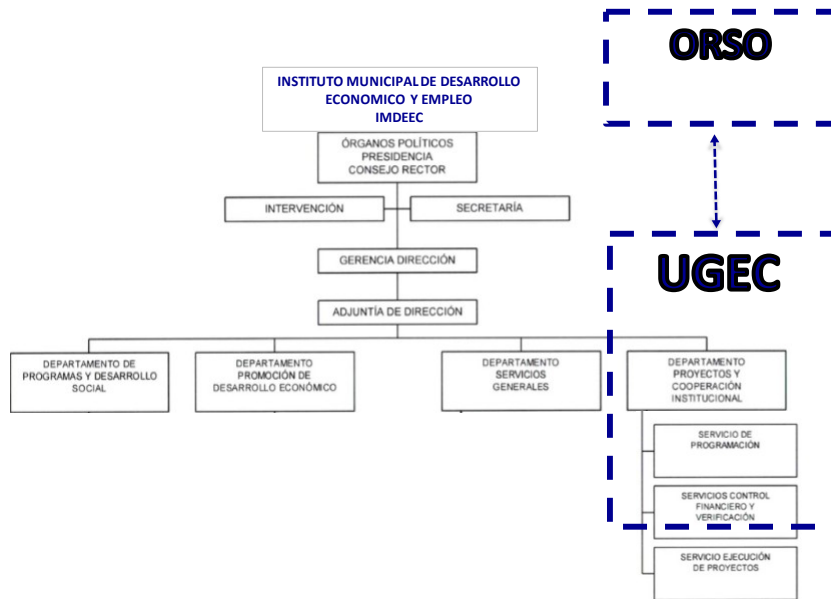 ORSO
INSTITUTO MUNICIPAL DE DESARROLLO
ECONOMICO Y EMPLEO
IMDEEC
ÓRGANOS POLÍTICOS
PRESIDENCIA
CONSEJO RECTOR
INTERVENCIÓN
SECRETARÍA
GERENCIA DIRECCIÓN
UGEC
ADJUNTÍA DE DIRECCIÓN
DEPARTAMENTO DE
PROGRAMAS Y DESARROLLO
SOCIAL
DEPARTAMENTO
PROMOCIÓN DE
DESARROLLO ECONÓMICO
DEPARTAMENTO
SERVICIOS
GENERALES
DEPARTAMENTO
PROYECTOS Y
COOPERACIÓN
INSTITUCIONAL
SERVICIO DE
PROGRAMACIÓN
SERVICIOS CONTROL
FINANCIERO Y
VERIFICACIÓN
SERVICIO EJECUCIÓN
DE PROYECTOS